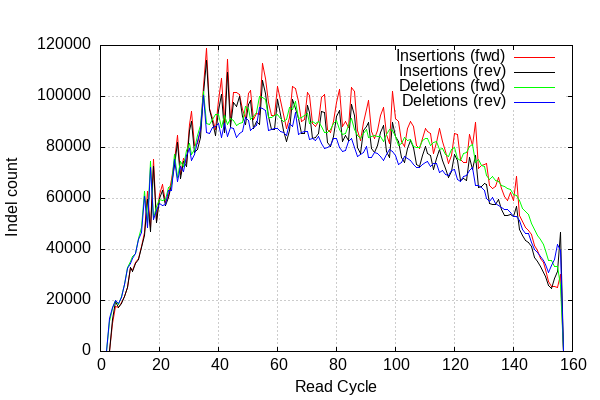 120000
100000
80000
60000
40000
20000
0
Indel count
Insertions (fwd)
Insertions (rev)
Deletions (fwd)
Deletions (rev)
0 20 40 60 80 100 120 140 160
Read Cycle